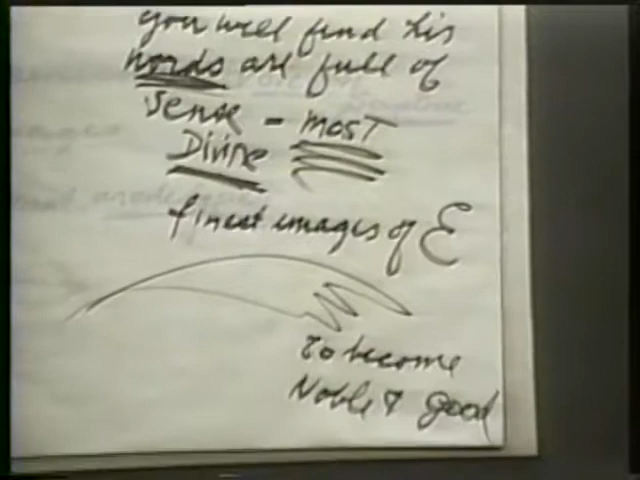 you will find his
words are full of
sense - most
Divine
finest images of E
To become
Noble & good